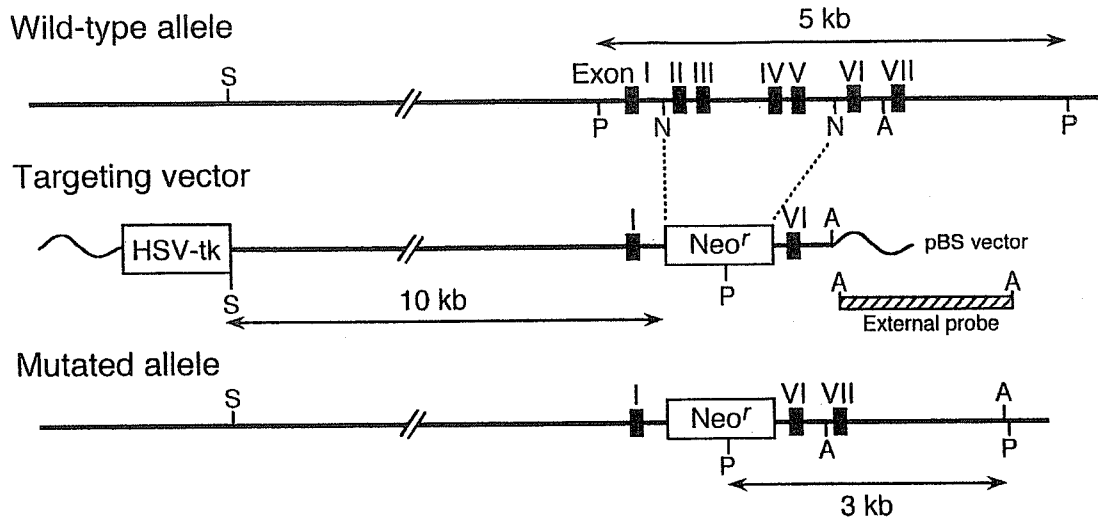 Wild-type allele
5 kb
S
Exon I II III IV V VI VII
P N N A P
Targeting vector
HSV-tk
I
Neoʳ
VI A
pBS vector
S
P
10 kb
A A
External probe
Mutated allele
S
I
Neoʳ
VI VII
A
P A P
3 kb